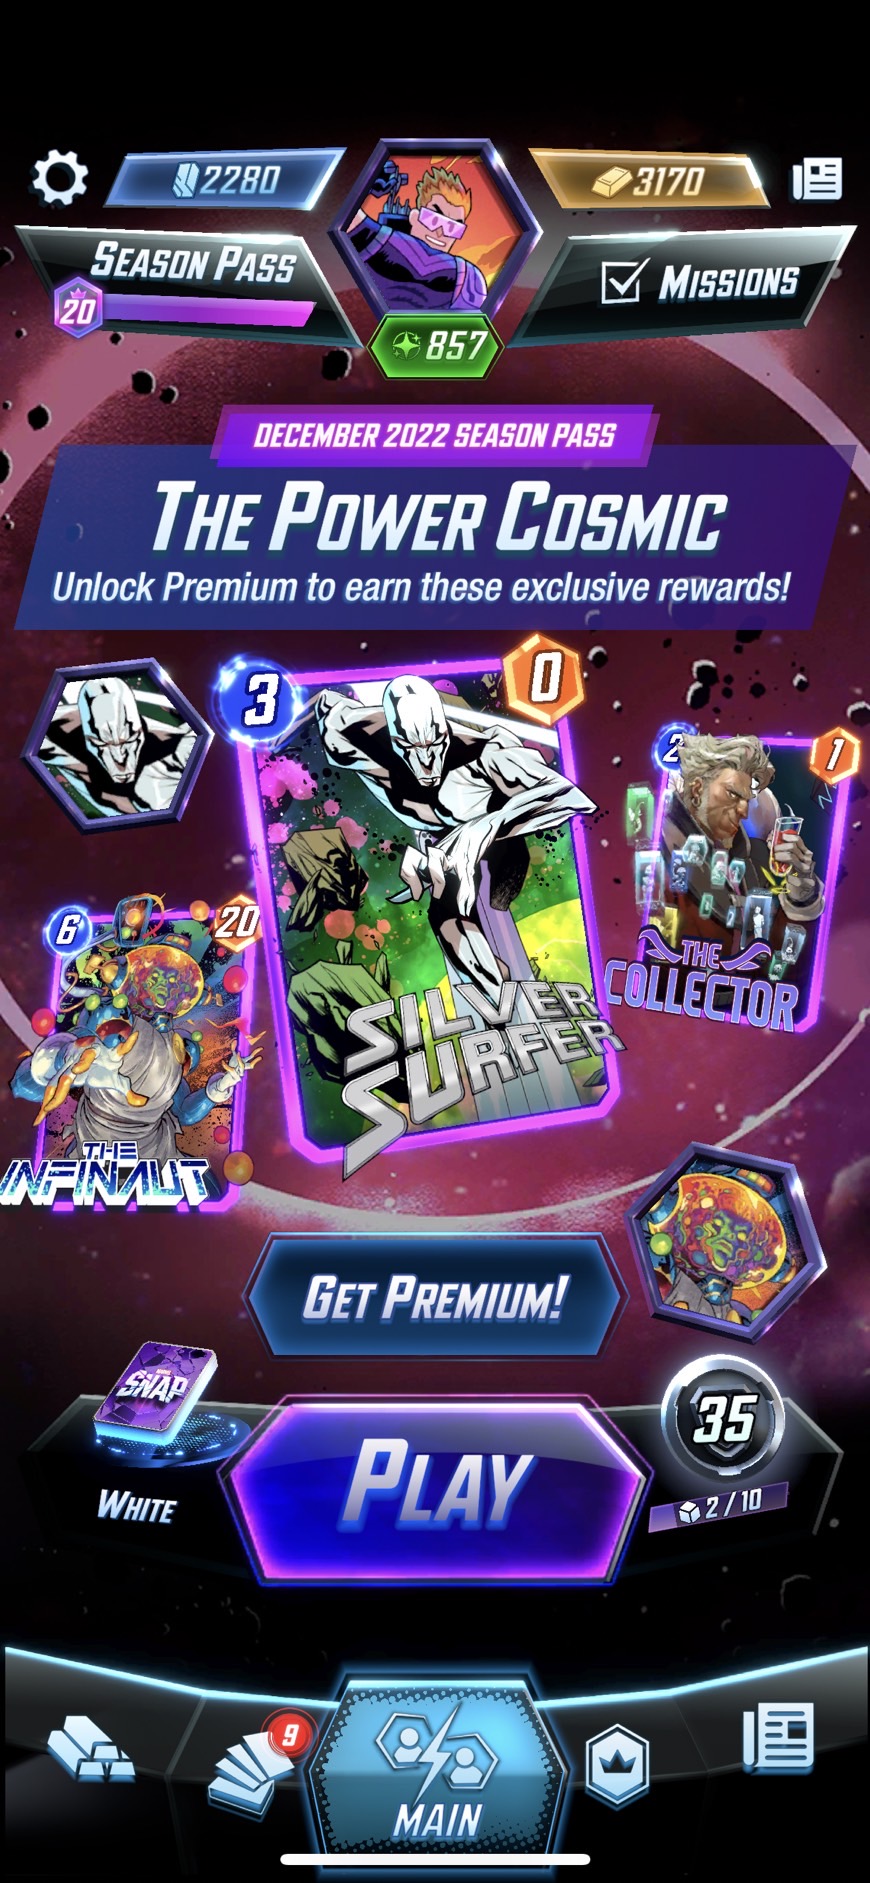 2280
3170
SEASON PASS
20
MISSIONS
857
DECEMBER 2022 SEASON PASS
THE POWER COSMIC
Unlock Premium to earn these exclusive rewards!
3
0
2
1
SILVER
SURFER
THE
COLLECTOR
6
20
THE
INFINAUT
GET PREMIUM!
SNAP
WHITE
PLAY
35
2/10
9
MAIN